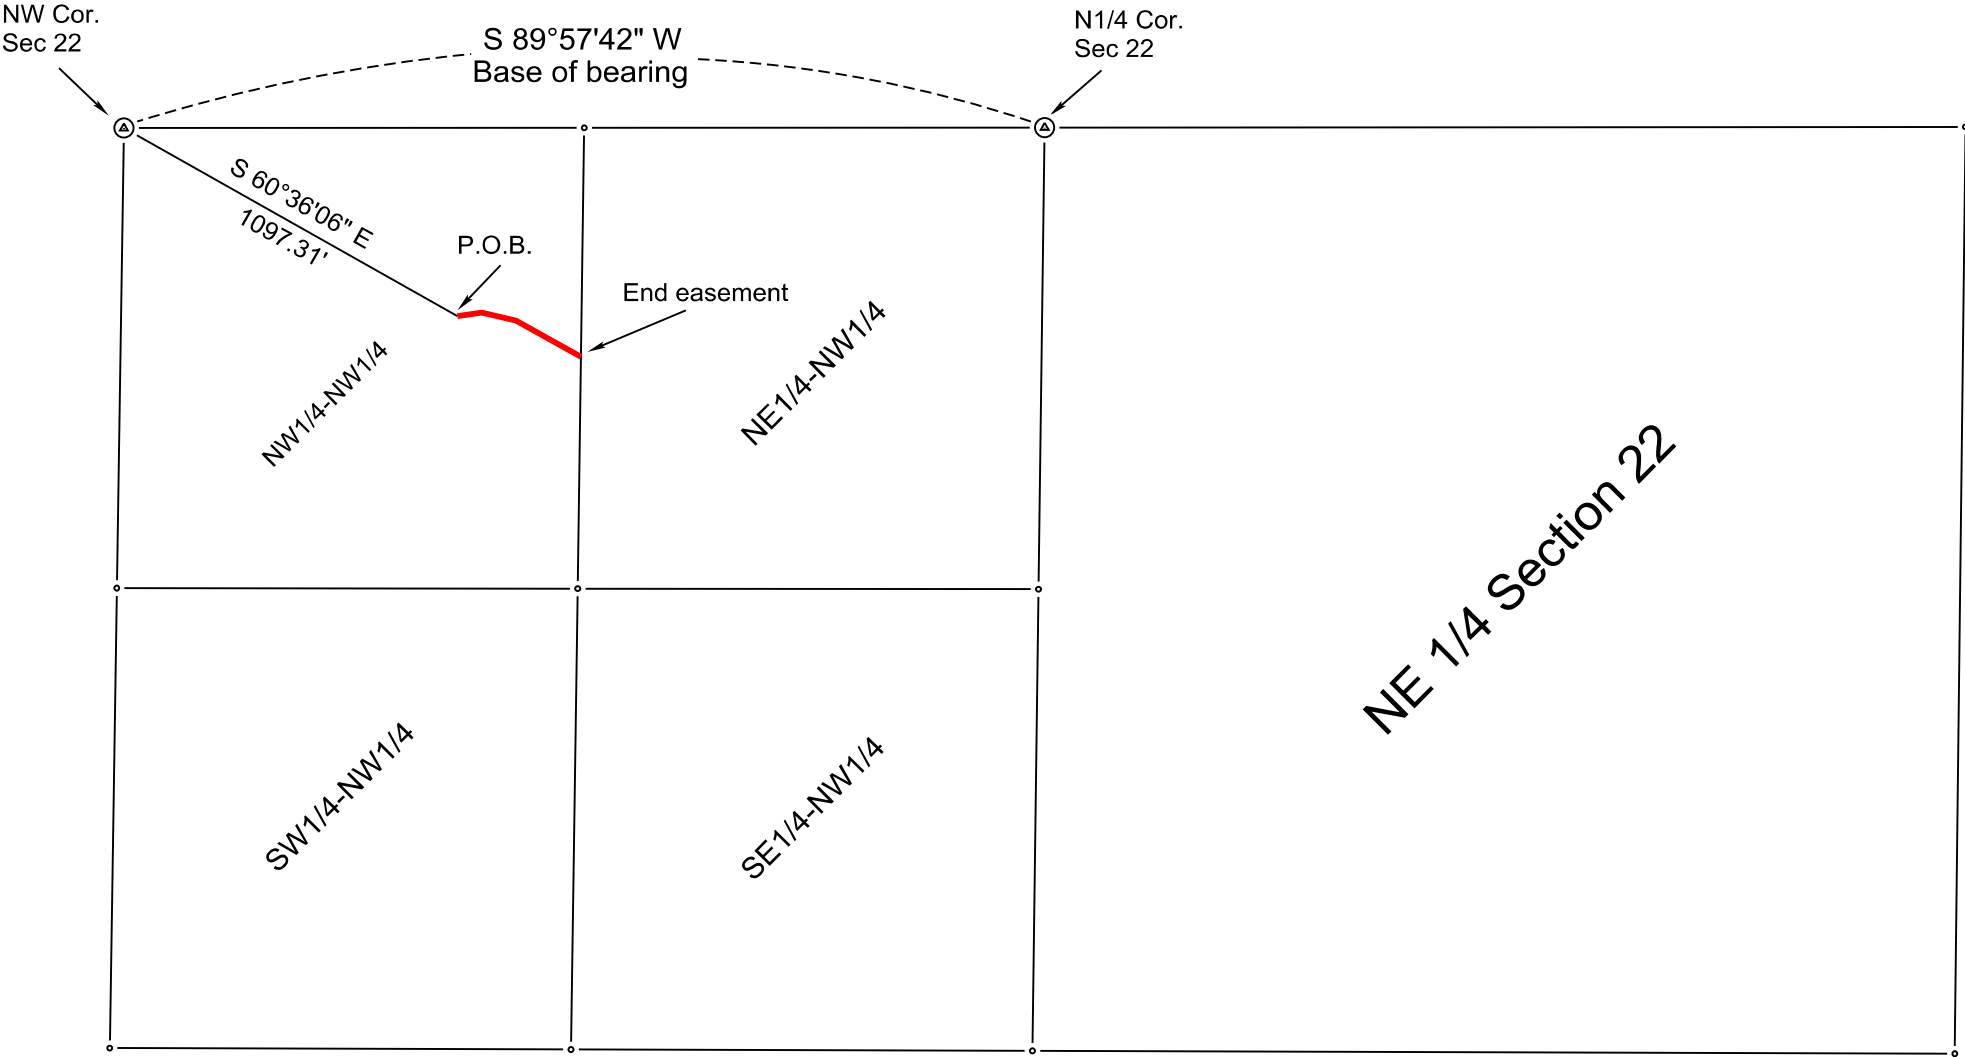 NW Cor.
Sec 22
S 89°57'42" W
Base of bearing
N1/4 Cor.
Sec 22
S 60°36'06" E
1097.31'
P.O.B.
End easement
NW1/4-NW1/4
NE1/4-NW1/4
NE 1/4 Section 22
SW1/4-NW1/4
SE1/4-NW1/4